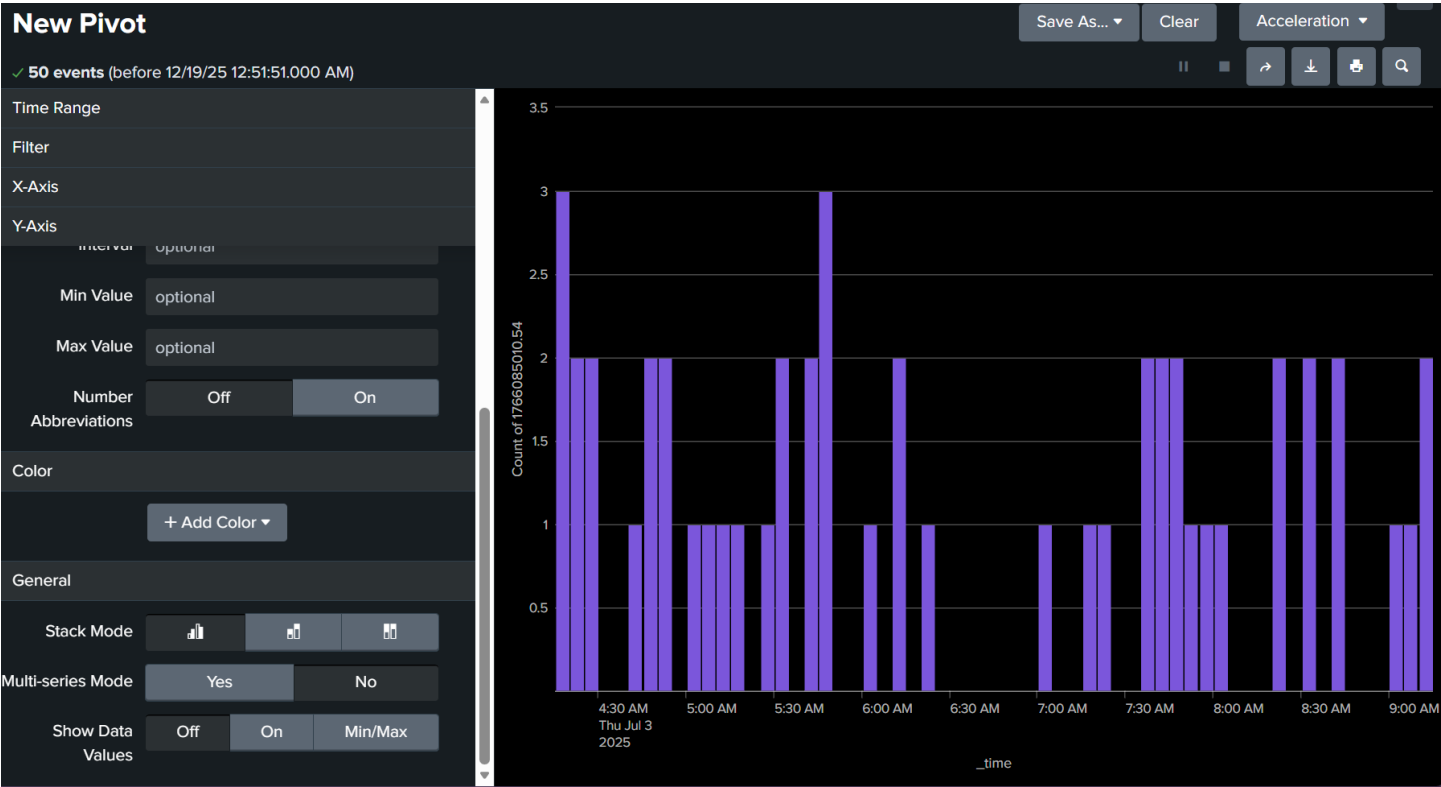 New Pivot
Save As...
Clear
Acceleration
50 events (before 12/19/25 12:51:51.000 AM)
Time Range
Filter
X-Axis
Y-Axis
Interval optional
Min Value optional
Max Value optional
Number Abbreviations Off On
Color
+ Add Color
General
Stack Mode
Multi-series Mode Yes No
Show Data Values Off On Min/Max
3.5
3
2.5
2
1.5
1
0.5
Count of 1766085010.54
4:30 AM 5:00 AM 5:30 AM 6:00 AM 6:30 AM 7:00 AM 7:30 AM 8:00 AM 8:30 AM 9:00 AM
Thu Jul 3
2025
_time